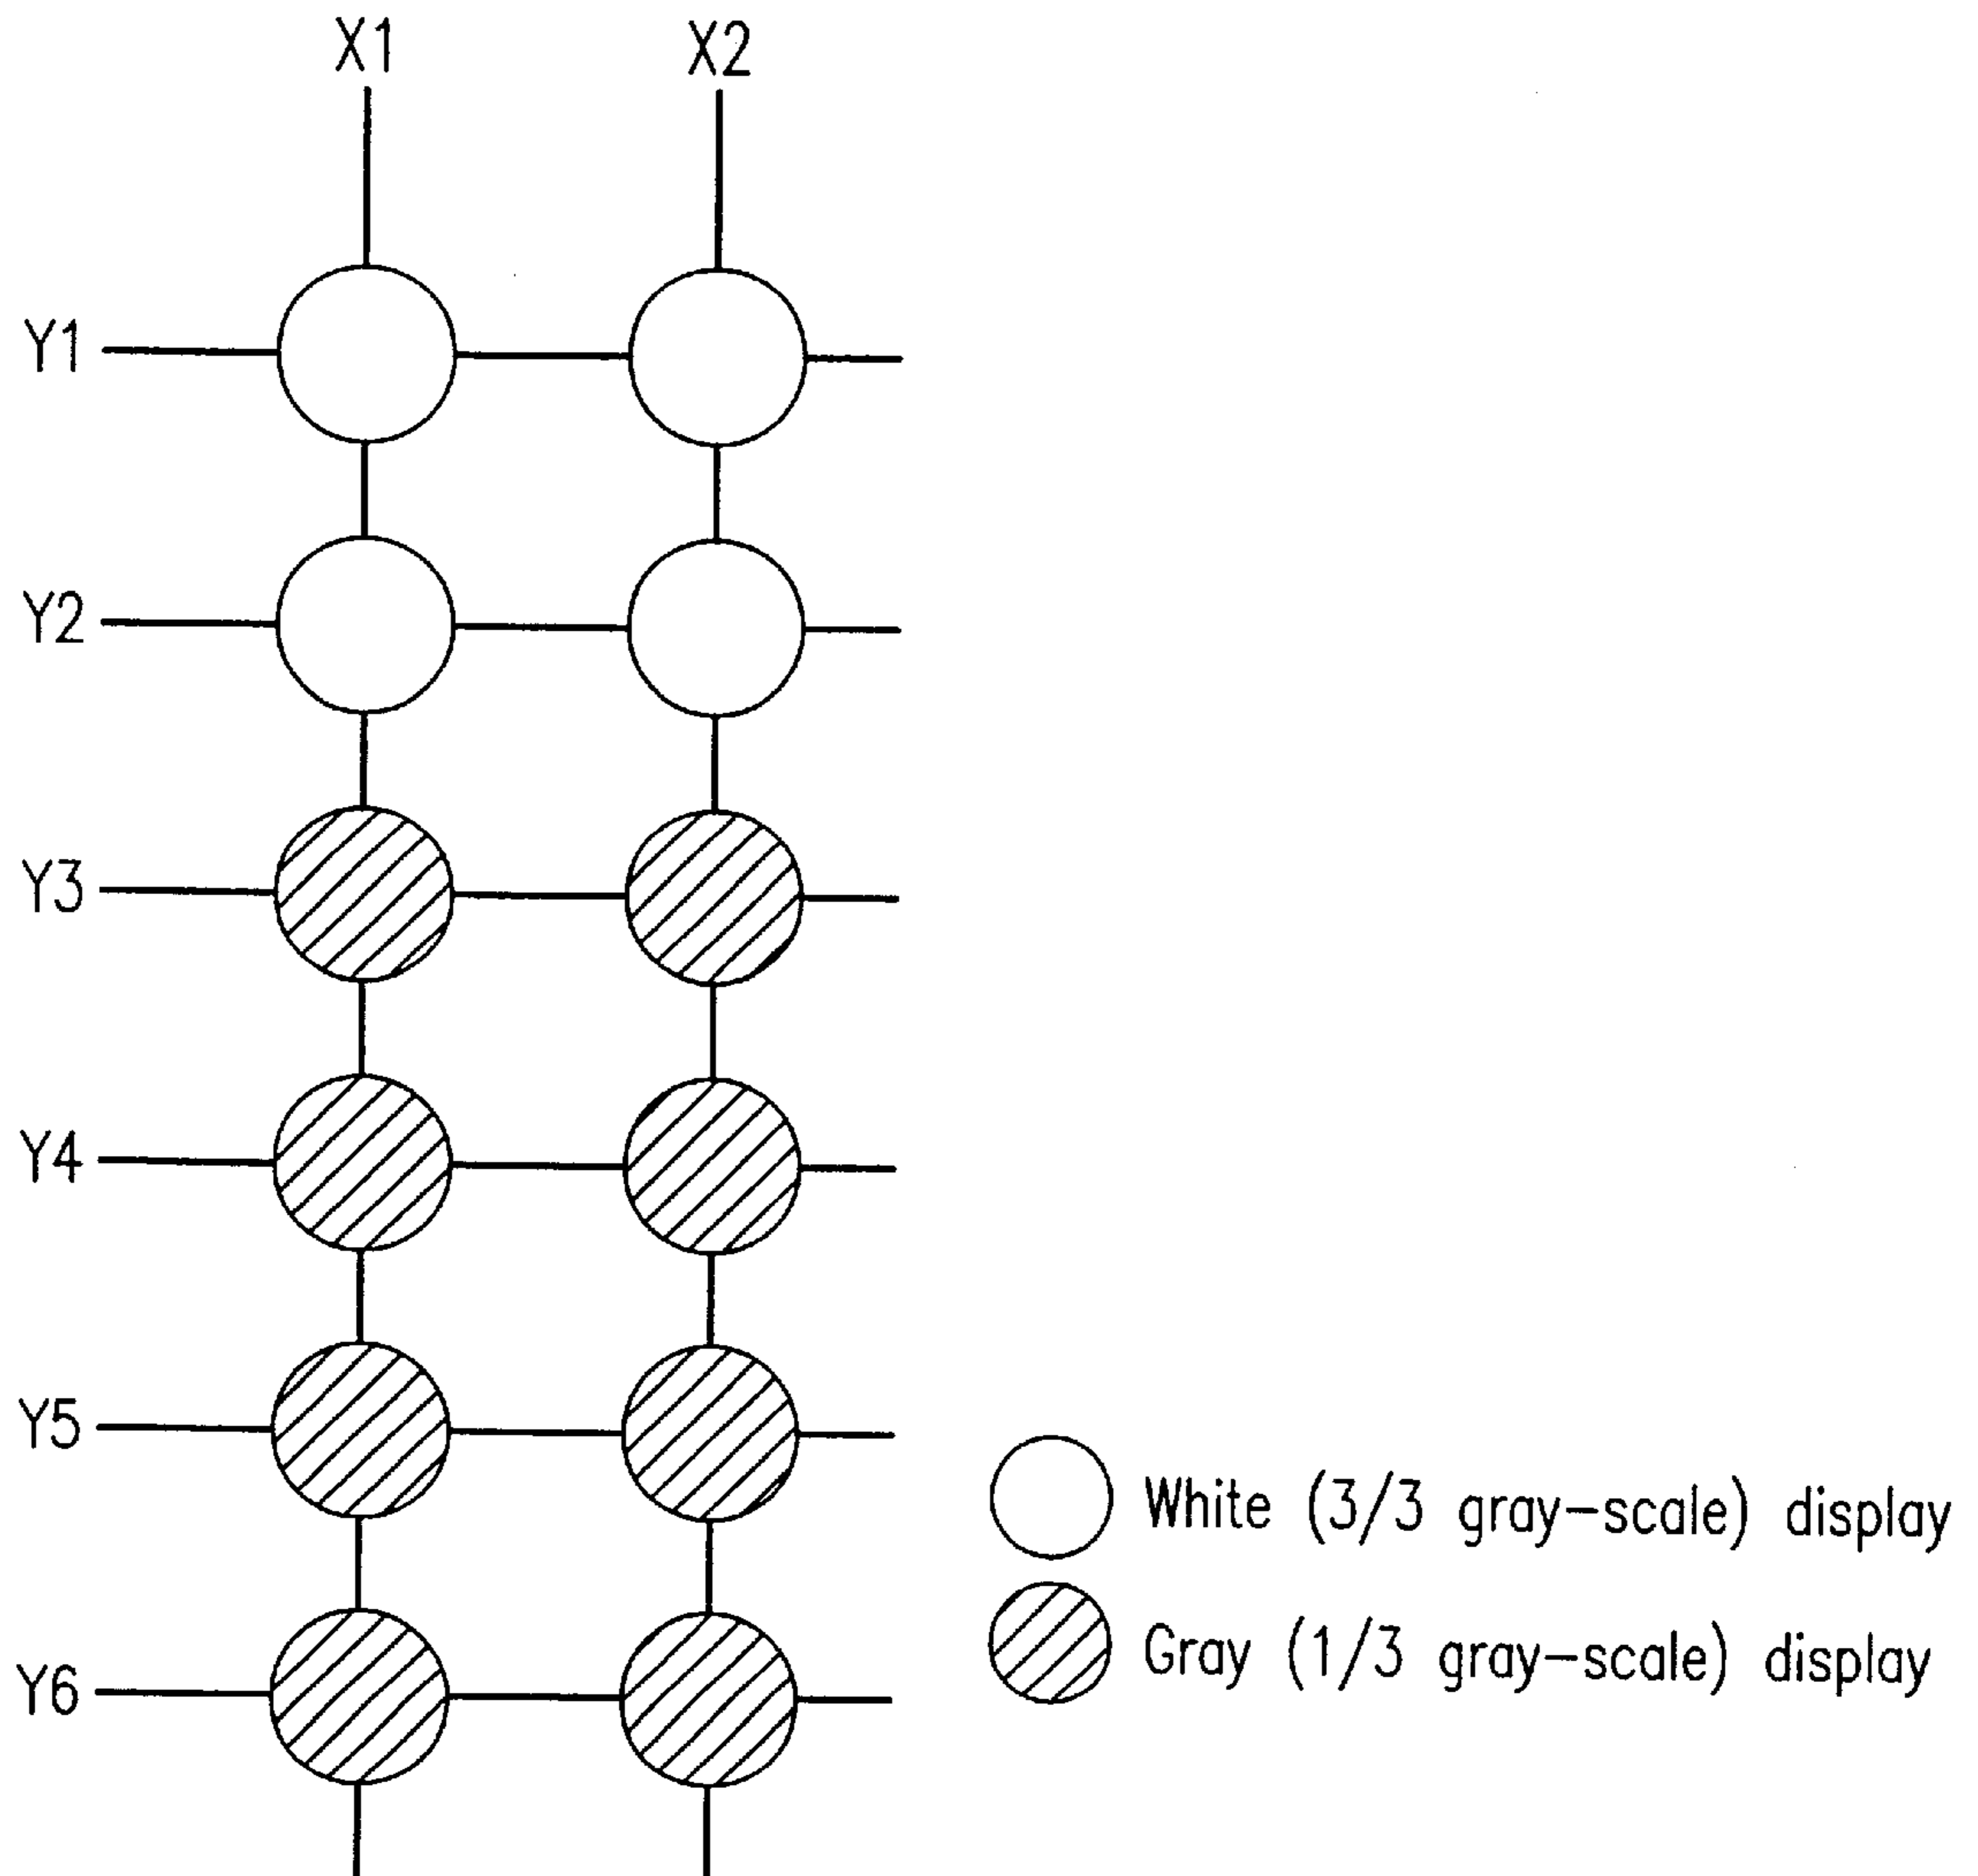 X1 X2
Y1
Y2
Y3
Y4
Y5
White (3/3 gray-scale) display
Gray (1/3 gray-scale) display
Y6